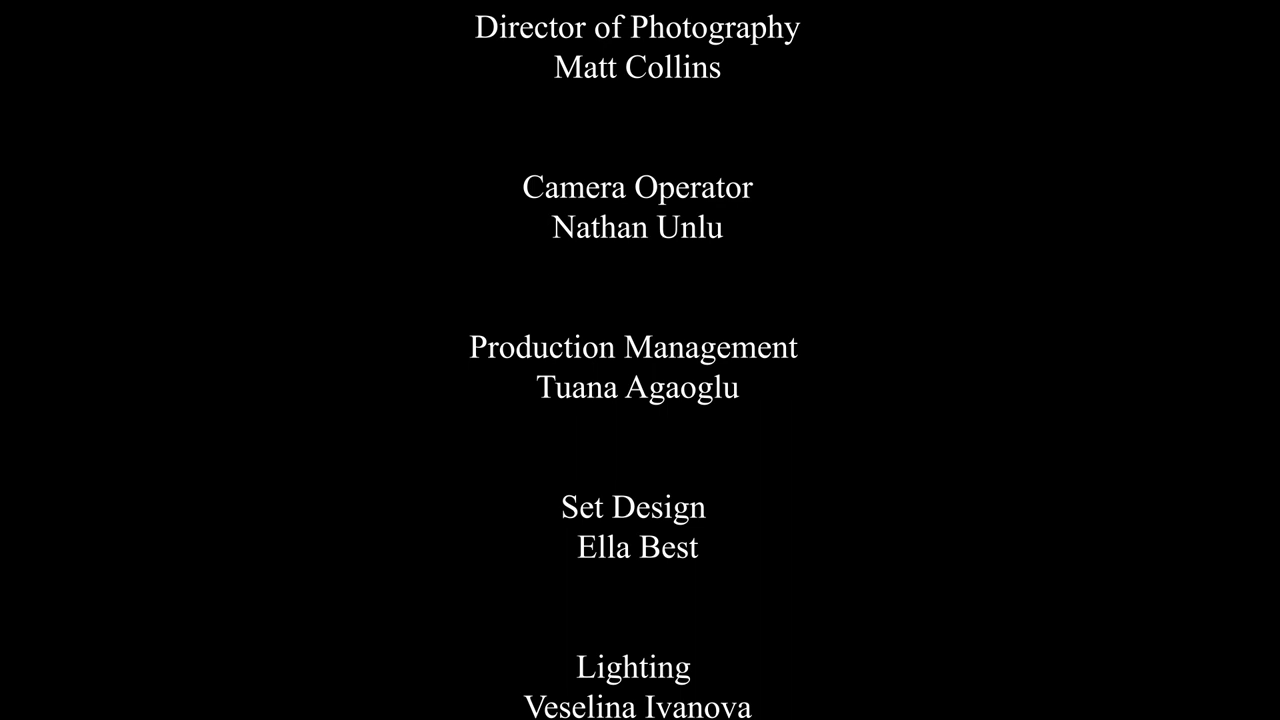 Director of Photography
Matt Collins
Camera Operator
Nathan Unlu
Production Management
Tuana Agaoglu
Set Design
Ella Best
Lighting
Veselina Ivanova